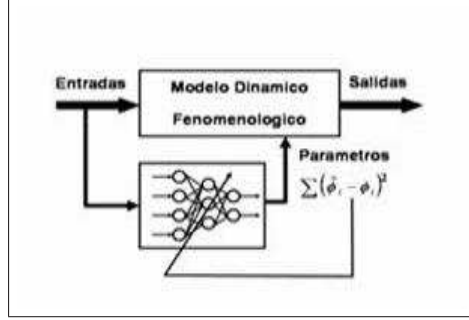 Entradas
Modelo Dinamico
Salidas
Fenomenologico
Parametros
∑(φ̂ᵢ - φᵢ)²